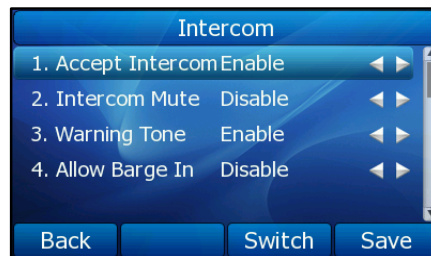 Intercom
1. Accept Intercom Enable
2. Intercom Mute Disable
3. Warning Tone Enable
4. Allow Barge In Disable
Back Switch Save